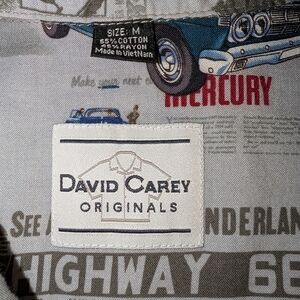 SIZE: M
55%COTTON
45%RAYON
Made In VietNam
Make your next c
MERCURY
DAVID CAREY
ORIGINALS
SEE
NDERLAN
HIGHWAY 66